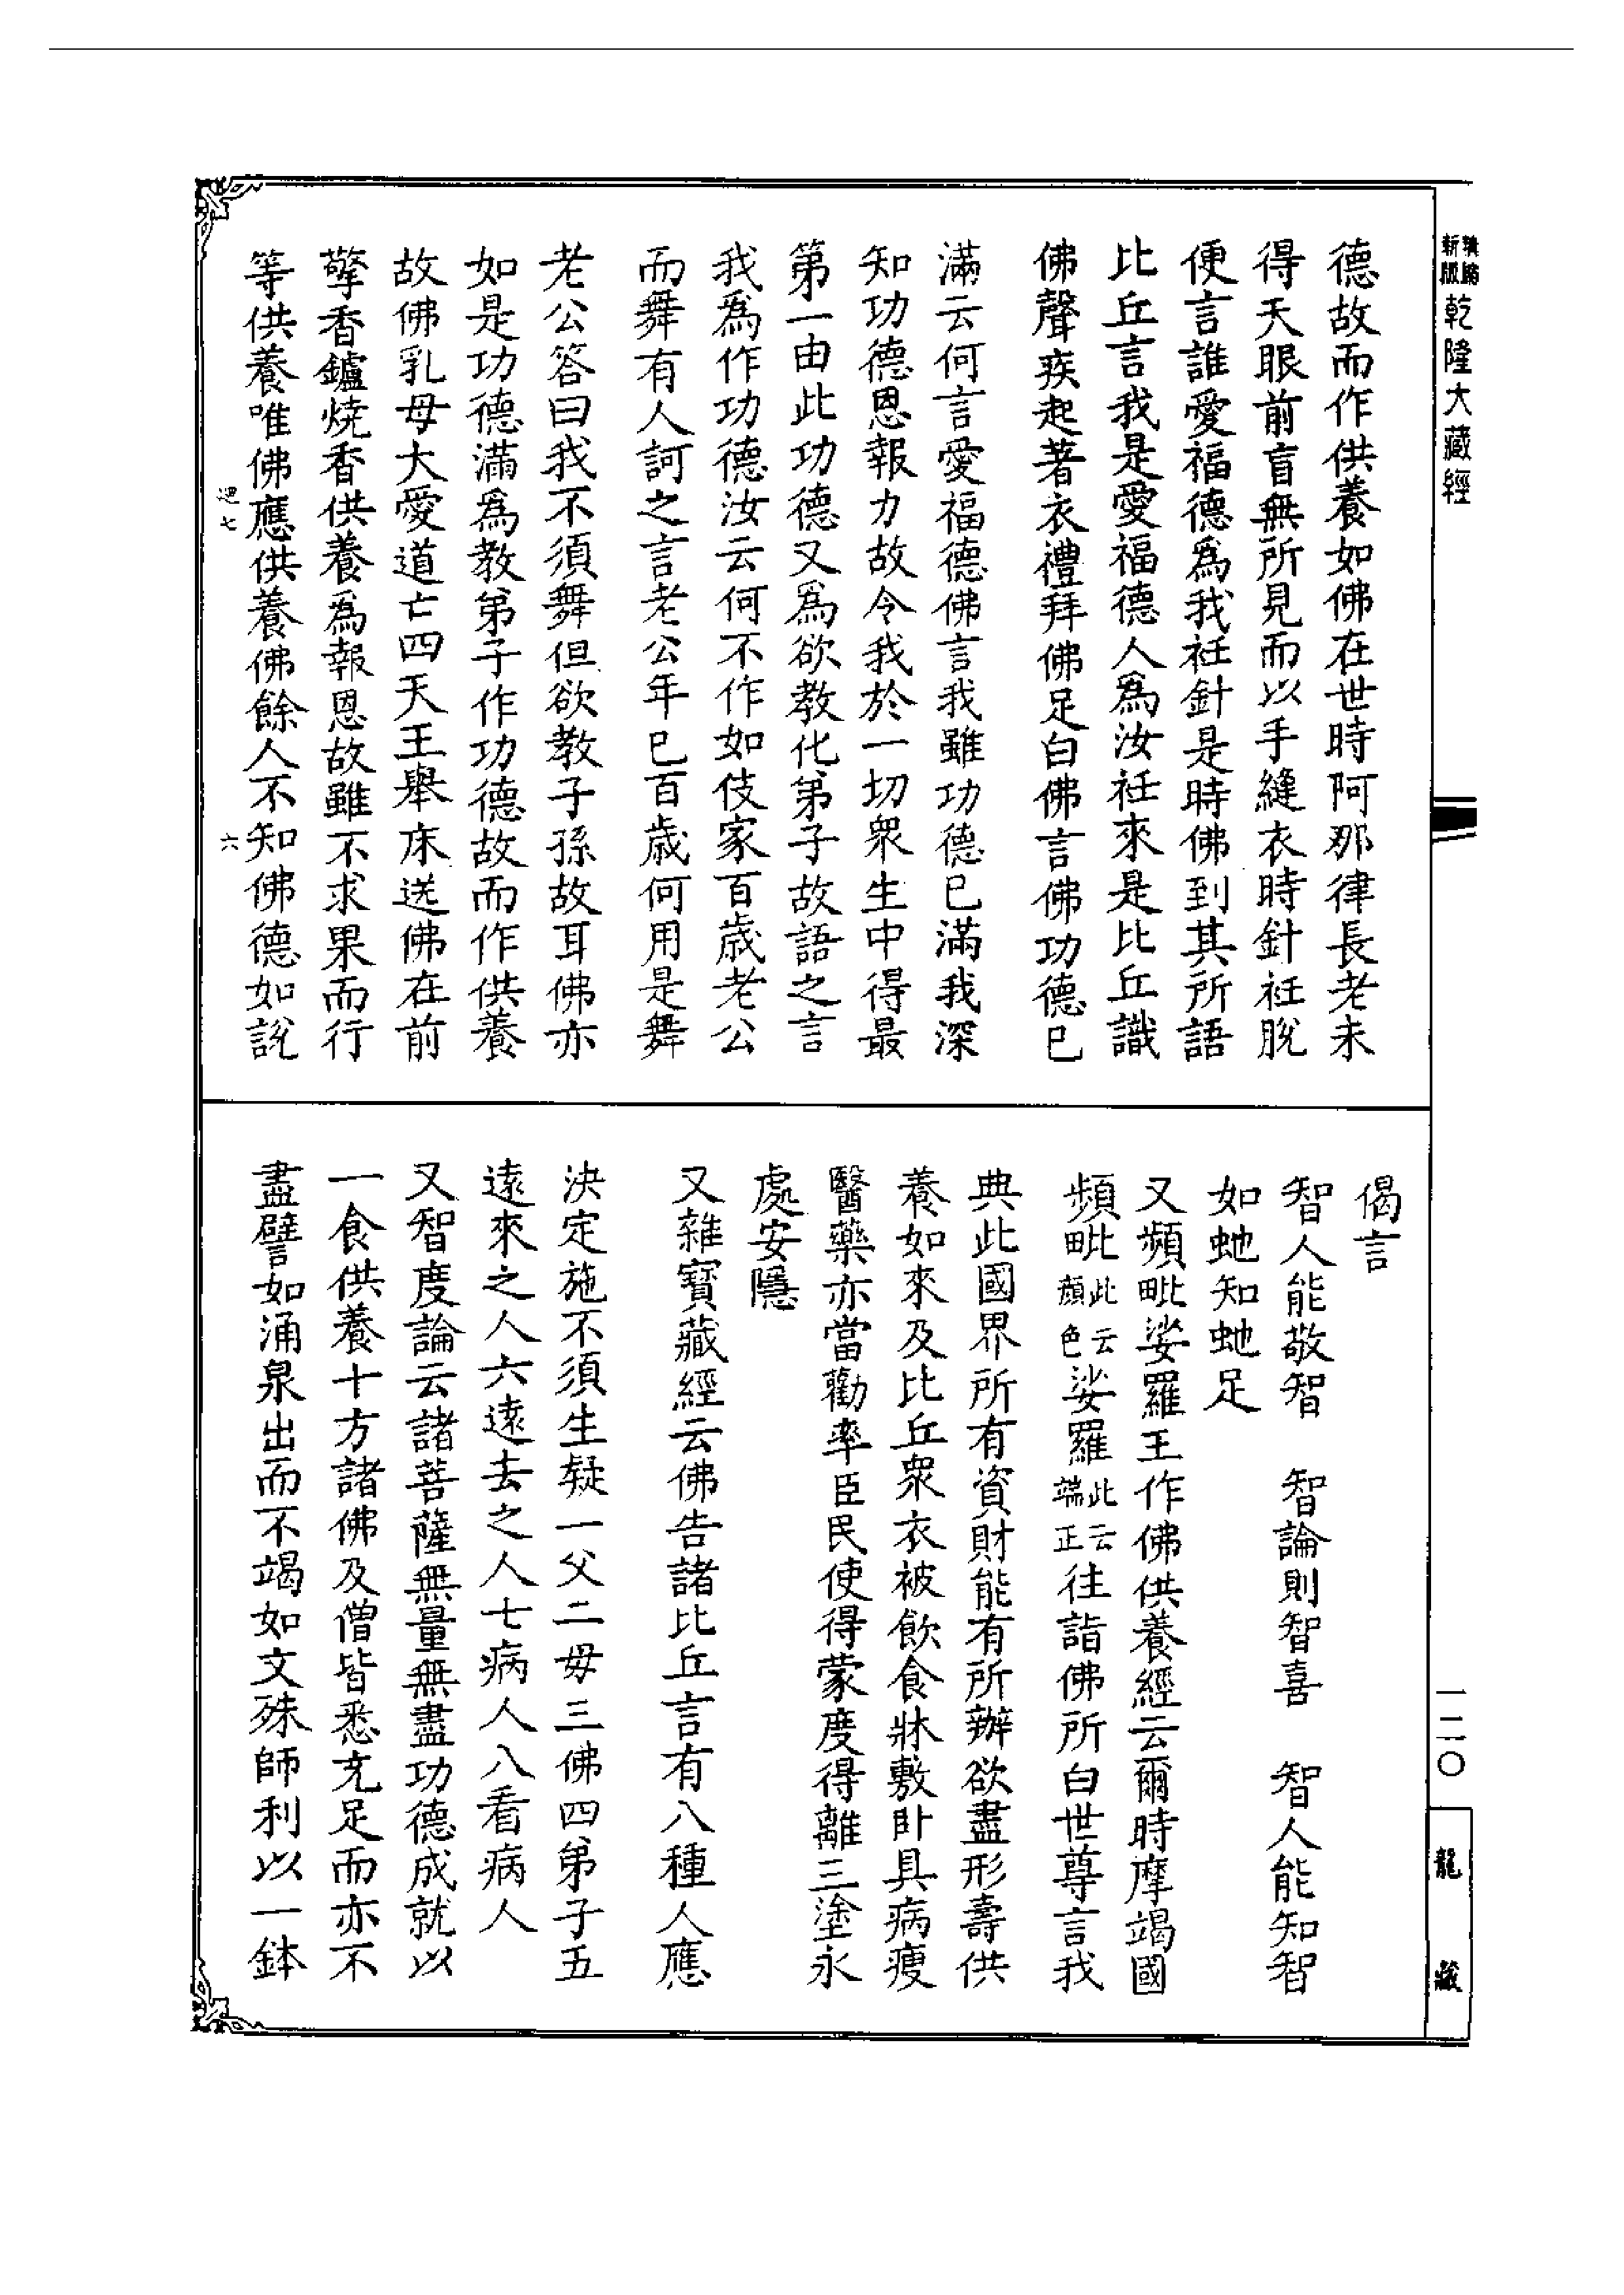 精縮新版
乾隆大藏經
德故而作供養如佛在世時阿那律長老未
得天眼前盲無所見而以手縫衣時針衽脫
便言誰愛福德為我衽針是時佛到其所語
比丘言我是愛福德人為汝衽來是比丘識
佛聲疾起著衣禮拜佛足白佛言佛功德已
滿云何言愛福德佛言我雖功德已滿我深
知功德恩報力故令我於一切眾生中得最
第一由此功德又為欲教化弟子故語之言
我為作功德汝云何不作如伎家百歲老公
而舞有人訶之言老公年已百歲何用是舞
老公答曰我不須舞但欲教子孫故耳佛亦
如是功德滿為教弟子作功德故而作供養
故佛乳母大愛道亡四天王舉床送佛在前
擎香鑪燒香供養為報恩故雖不求果而行
等供養唯佛應供養佛餘人不知佛德如說
迴七
六
偈言
智人能敬智　智論則智喜　智人能知智
如虵知虵足
又頻毗娑羅王作佛供養經云爾時摩竭國
頻毗此云顏色娑羅此云端正往詣佛所白世尊言我
典此國界所有資財能有所辦欲盡形壽供
養如來及比丘眾衣被飲食牀敷臥具病瘦
醫藥亦當勸率臣民使得蒙度得離三塗永
處安隱
又雜寶藏經云佛告諸比丘言有八種人應
決定施不須生疑一父二毋三佛四弟子五
遠來之人六遠去之人七病人八看病人
又智度論云諸菩薩無量無盡功德成就以
一食供養十方諸佛及僧皆悉充足而亦不
盡譬如涌泉出而不竭如文殊師利以一鉢
一二〇
龍藏